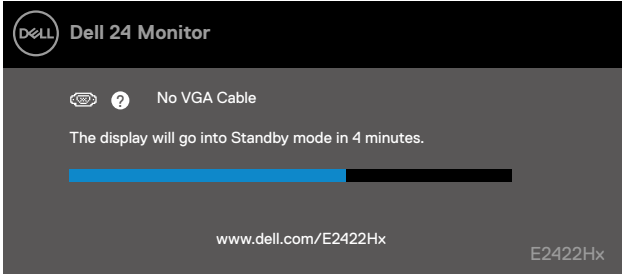 DELL Dell 24 Monitor
? No VGA Cable
The display will go into Standby mode in 4 minutes.
www.dell.com/E2422Hx
E2422Hx